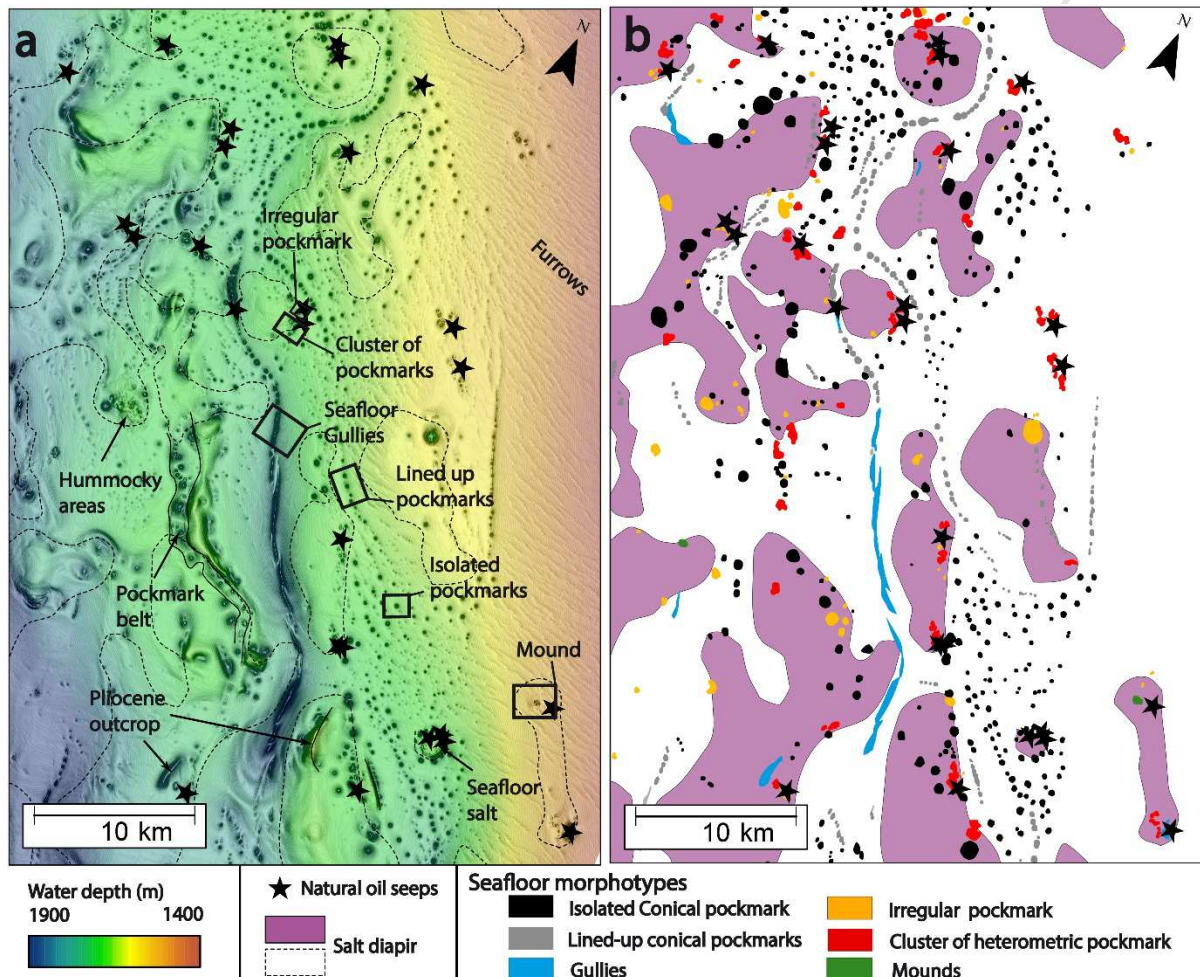 a
N
Irregular
pockmark
Furrows
Cluster of
pockmarks
Seafloor
Gullies
Hummocky
areas
Lined up
pockmarks
Isolated
pockmarks
Pockmark
belt
Mound
Pliocene
outcrop
Seafloor
salt
10 km
b
N
10 km
Water depth (m)
1900 1400
Natural oil seeps
Salt diapir
Seafloor morphotypes
Isolated Conical pockmark
Lined-up conical pockmarks
Gullies
Irregular pockmark
Cluster of heterometric pockmark
Mounds